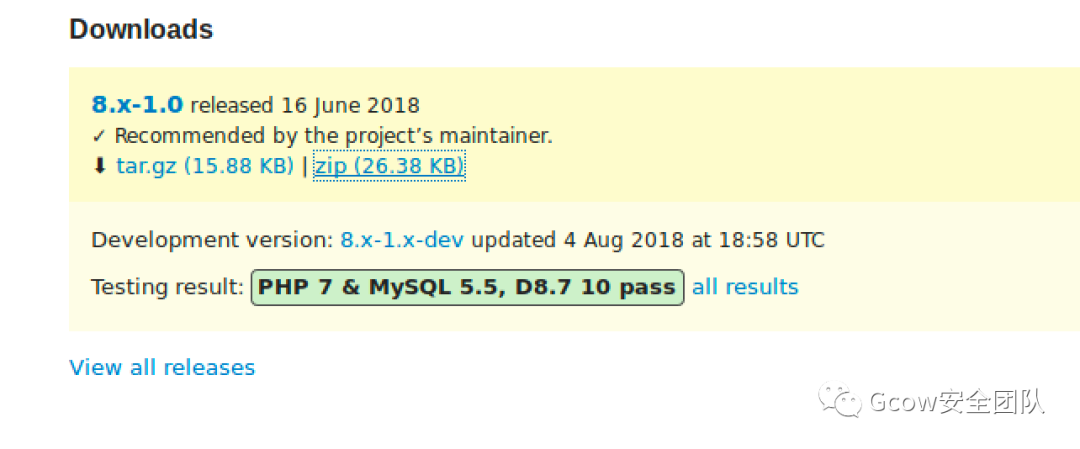 Downloads
8.x-1.0 released 16 June 2018
✓ Recommended by the project’s maintainer.
⬇ tar.gz (15.88 KB) | zip (26.38 KB)
Development version: 8.x-1.x-dev updated 4 Aug 2018 at 18:58 UTC
Testing result: PHP 7 & MySQL 5.5, D8.7 10 pass all results
View all releases
Gcow安全团队